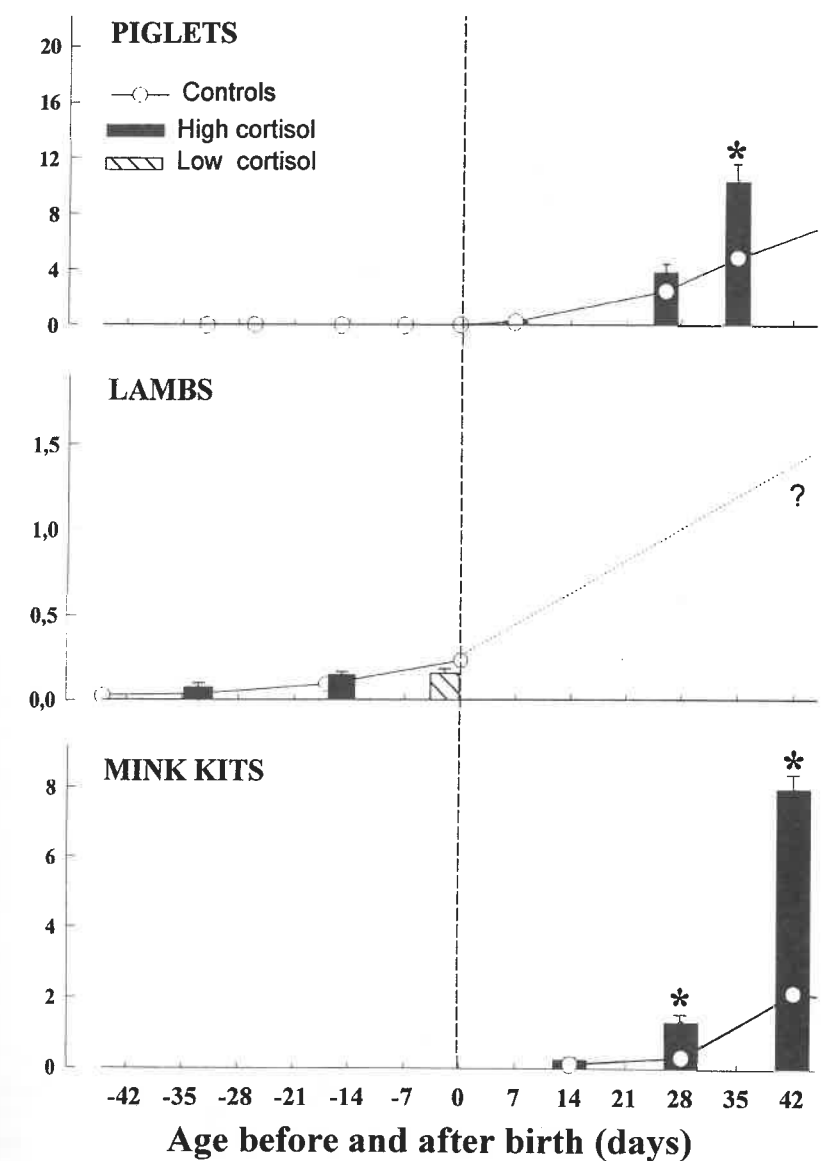 PIGLETS
20
16
12
8
4
0
Controls
High cortisol
Low cortisol
*
LAMBS
1,5
1,0
0,5
0,0
?
MINK KITS
8
6
4
2
0
*
*
-42 -35 -28 -21 -14 -7 0 7 14 21 28 35 42
Age before and after birth (days)